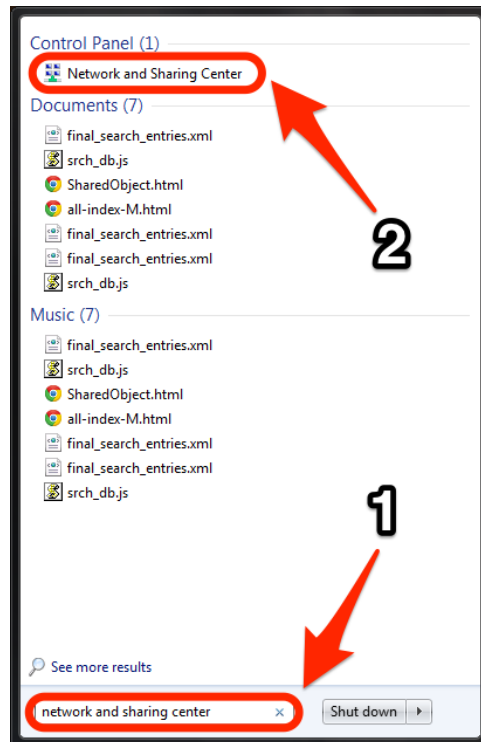 Control Panel (1)
Network and Sharing Center
Documents (7)
final_search_entries.xml
srch_db.js
SharedObject.html
all-index-M.html
final_search_entries.xml
final_search_entries.xml
srch_db.js
2
Music (7)
final_search_entries.xml
srch_db.js
SharedObject.html
all-index-M.html
final_search_entries.xml
final_search_entries.xml
srch_db.js
1
See more results
network and sharing center
Shut down